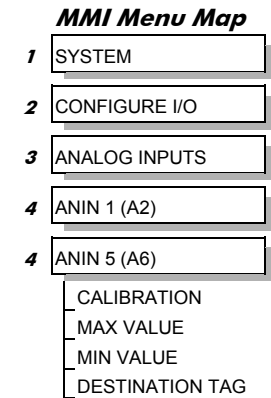 MMI Menu Map
1 SYSTEM
2 CONFIGURE I/O
3 ANALOG INPUTS
4 ANIN 1 (A2)
4 ANIN 5 (A6)
CALIBRATION
MAX VALUE
MIN VALUE
DESTINATION TAG